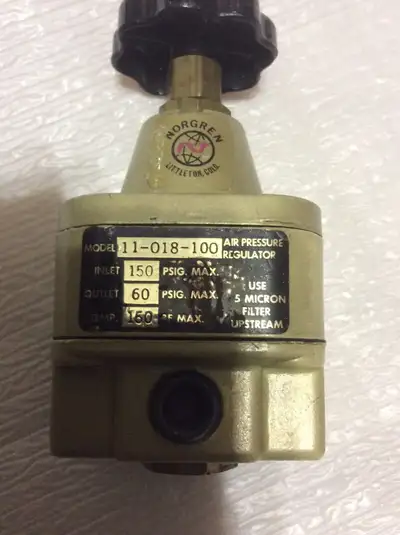 NORGREN
LITTLETON, COLO.
MODEL 11-018-100 AIR PRESSURE REGULATOR
INLET 150 PSIG. MAX.
OUTLET 60 PSIG. MAX.
TEMP. 160 °F MAX.
USE
5 MICRON
FILTER
UPSTREAM